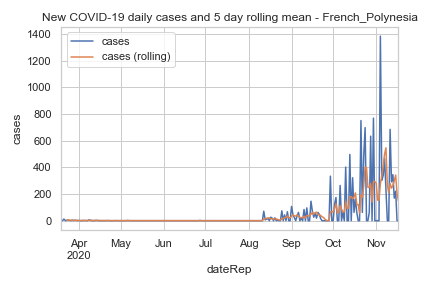 New COVID-19 daily cases and 5 day rolling mean - French_Polynesia
cases
cases (rolling)
1400
1200
1000
800
600
400
200
0
cases
Apr May Jun Jul Aug Sep Oct Nov
2020
dateRep